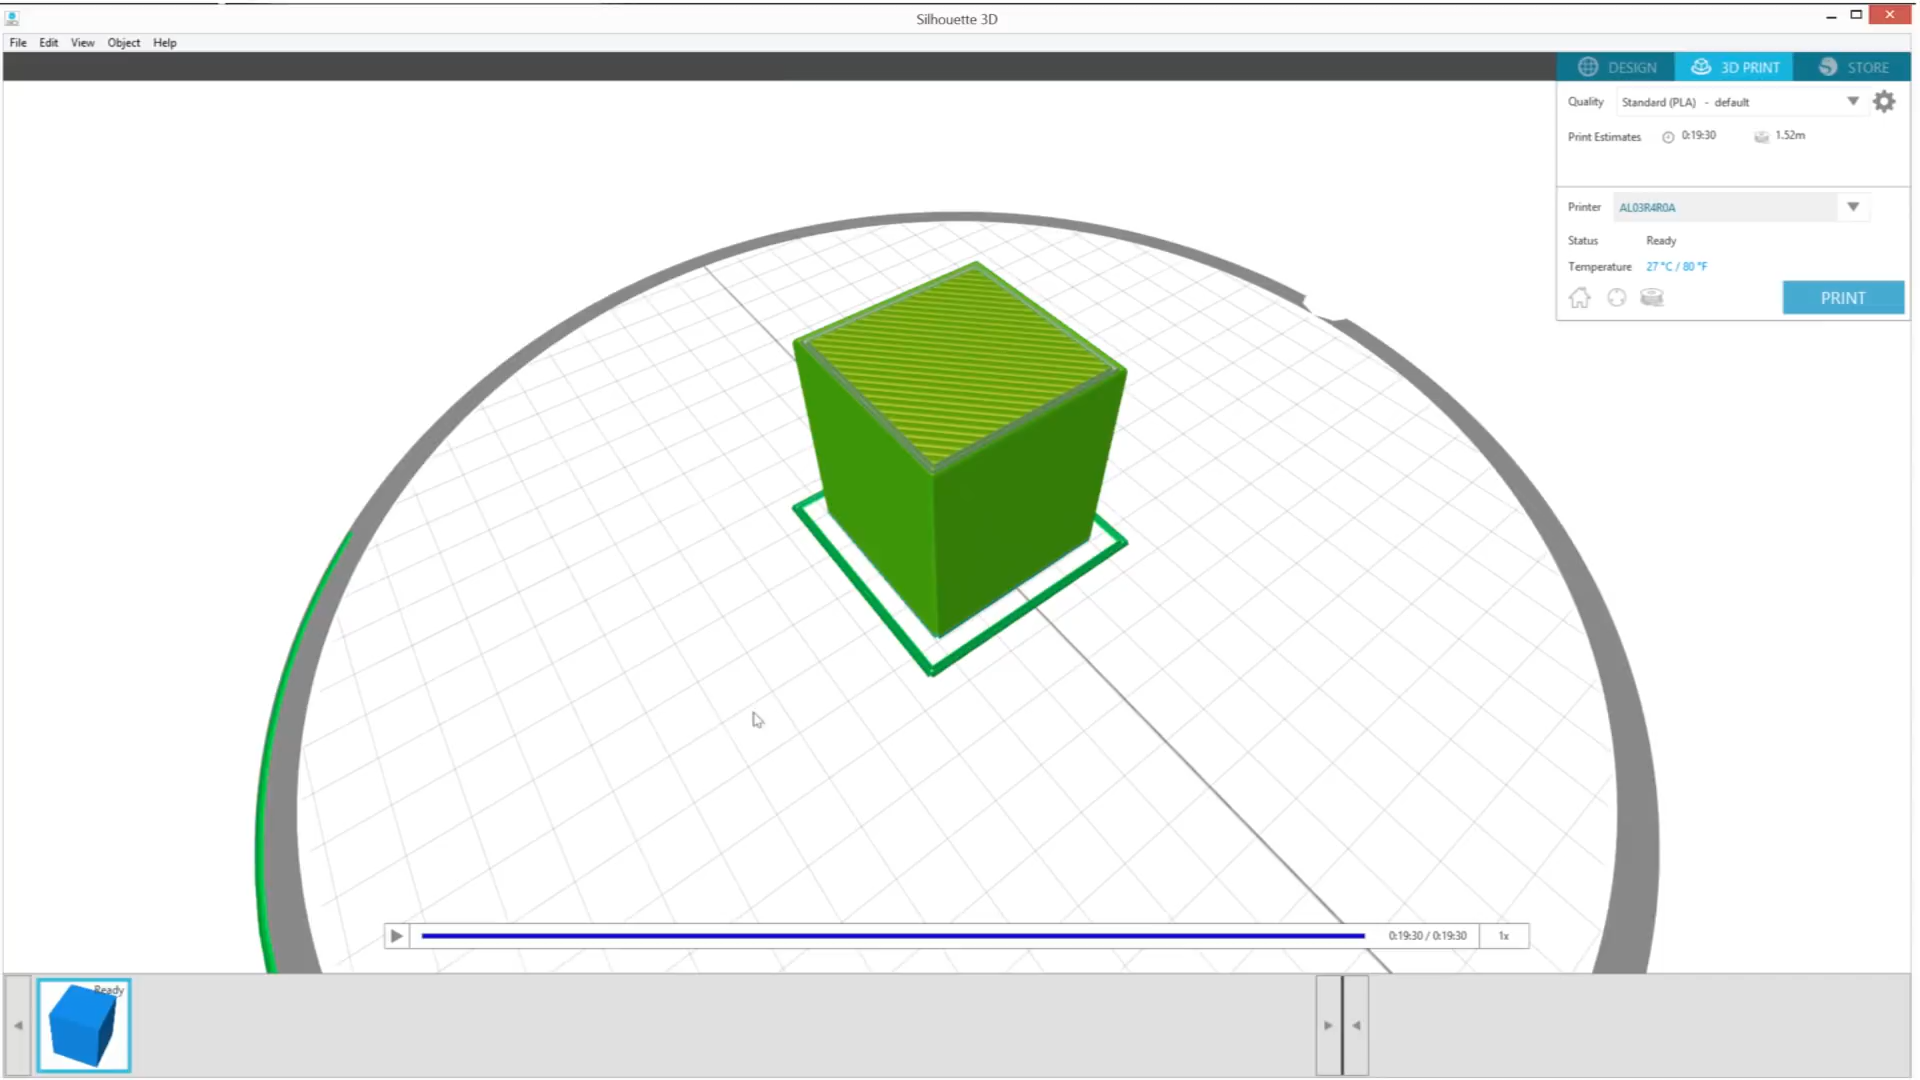 Silhouette 3D
File Edit View Object Help
DESIGN 3D PRINT STORE
Quality Standard (PLA) - default
Print Estimates 0:19:30 1.52m
Printer AL03R4R0A
Status Ready
Temperature 27 °C / 80 °F
PRINT
0:19:30 / 0:19:30 1x
Ready